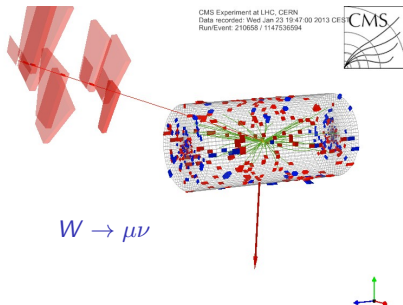 CMS Experiment at LHC, CERN
Data recorded: Wed Jan 23 19:47:00 2013 CEST
Run/Event: 210658 / 1147536594
CMS
W → μν